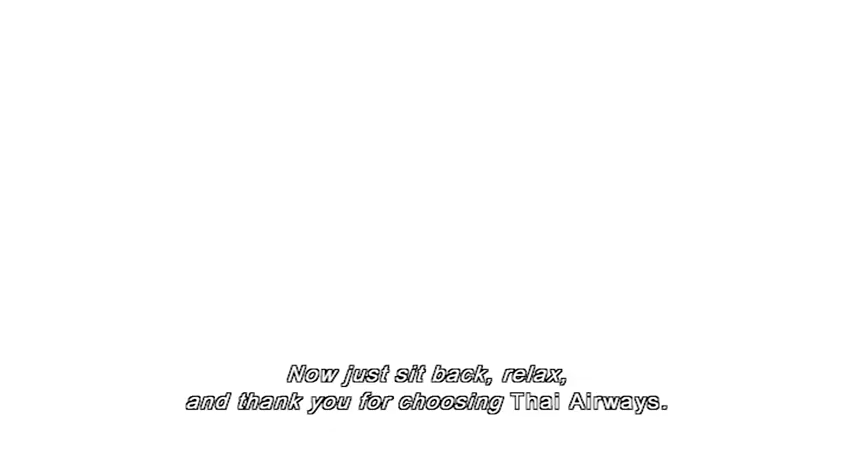 Now just sit back, relax,
and thank you for choosing Thai Airways.